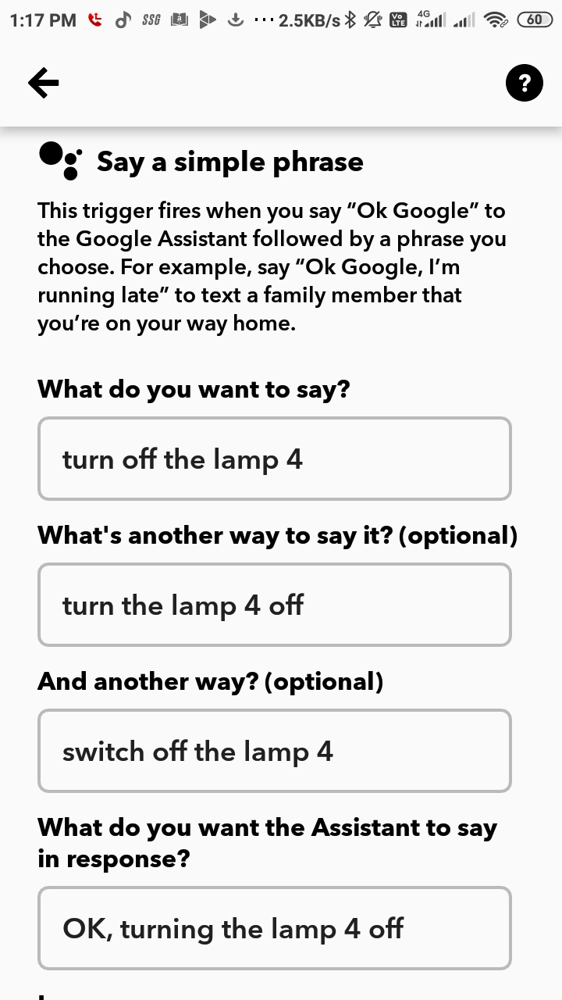 1:17 PM SSG a ... 2.5KB/s Vo LTE 4G 60
?
Say a simple phrase
This trigger fires when you say “Ok Google” to
the Google Assistant followed by a phrase you
choose. For example, say “Ok Google, I’m
running late” to text a family member that
you’re on your way home.
What do you want to say?
turn off the lamp 4
What's another way to say it? (optional)
turn the lamp 4 off
And another way? (optional)
switch off the lamp 4
What do you want the Assistant to say
in response?
OK, turning the lamp 4 off